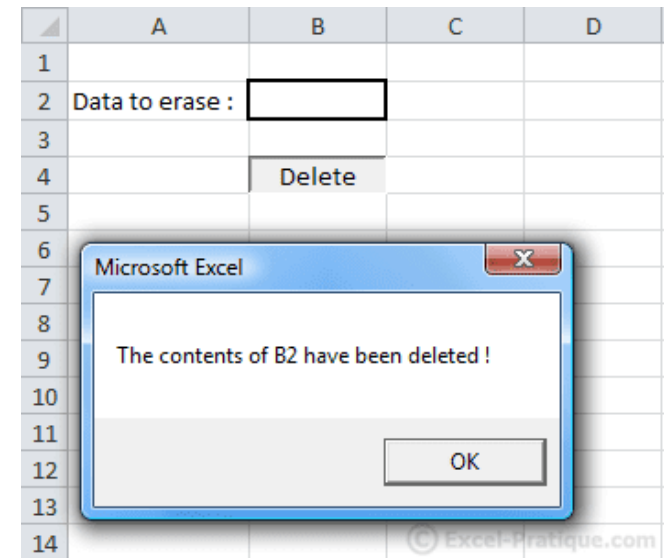 A B C D
1
2 Data to erase :
3
4 Delete
5
6
Microsoft Excel X
7
8
The contents of B2 have been deleted !
9
10
11
OK
12
13
14 © Excel-Pratique.com